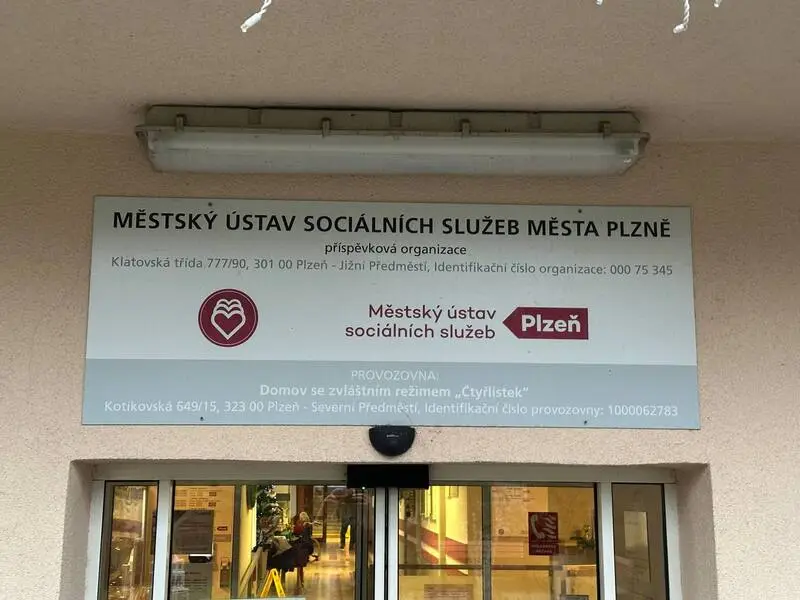 MĚSTSKÝ ÚSTAV SOCIÁLNÍCH SLUŽEB MĚSTA PLZNĚ
příspěvková organizace
Klatovská třída 777/90, 301 00 Plzeň - Jižní Předměstí, Identifikační číslo organizace: 000 75 345
Městský ústav
sociálních služeb
Plzeň
PROVOZOVNA:
Domov se zvláštním režimem „Čtyřlístek“
Kotíkovská 649/15, 323 00 Plzeň - Severní Předměstí, Identifikační číslo provozovny: 1000062783